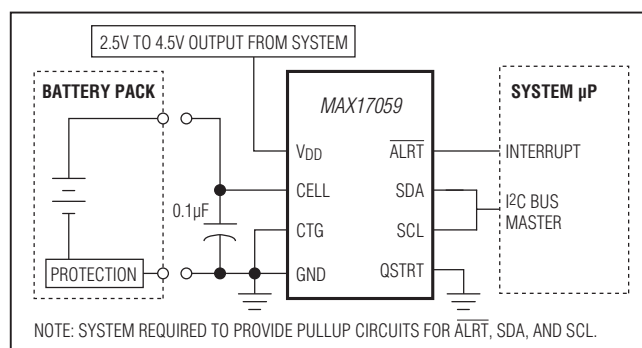 2.5V TO 4.5V OUTPUT FROM SYSTEM
BATTERY PACK
MAX17059
SYSTEM µP
VDD
ALRT
INTERRUPT
CELL
SDA
I2C BUS
MASTER
0.1µF
CTG
SCL
PROTECTION
GND
QSTRT
NOTE: SYSTEM REQUIRED TO PROVIDE PULLUP CIRCUITS FOR ALRT, SDA, AND SCL.